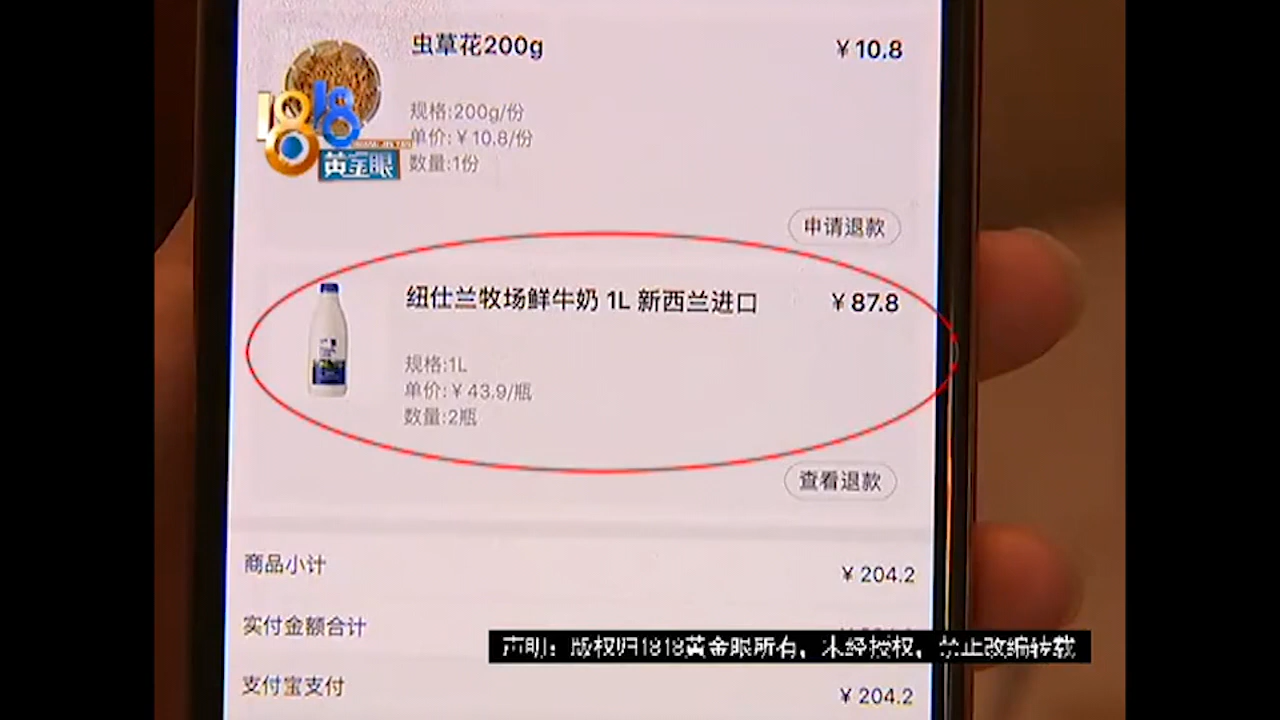 虫草花200g
￥10.8
规格:200g/份
单价:￥10.8/份
数量:1份
1818
黄金眼
申请退款
纽仕兰牧场鲜牛奶 1L 新西兰进口
￥87.8
规格:1L
单价:￥43.9/瓶
数量:2瓶
查看退款
商品小计
￥204.2
实付金额合计
声明：版权归1818黄金眼所有，未经授权，禁止改编转载
支付宝支付
￥204.2